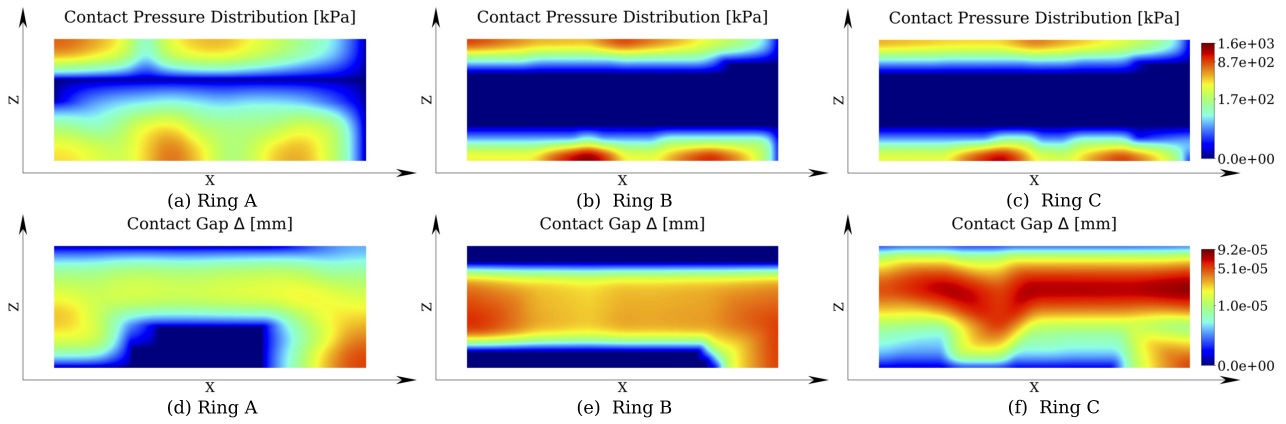 Contact Pressure Distribution [kPa]
Contact Pressure Distribution [kPa]
Contact Pressure Distribution [kPa]
Z
Z
Z
1.6e+03
8.7e+02
1.7e+02
0.0e+00
X
X
X
(a) Ring A
(b) Ring B
(c) Ring C
Contact Gap Δ [mm]
Contact Gap Δ [mm]
Contact Gap Δ [mm]
Z
Z
Z
9.2e-05
5.1e-05
1.0e-05
0.0e+00
X
X
X
(d) Ring A
(e) Ring B
(f) Ring C